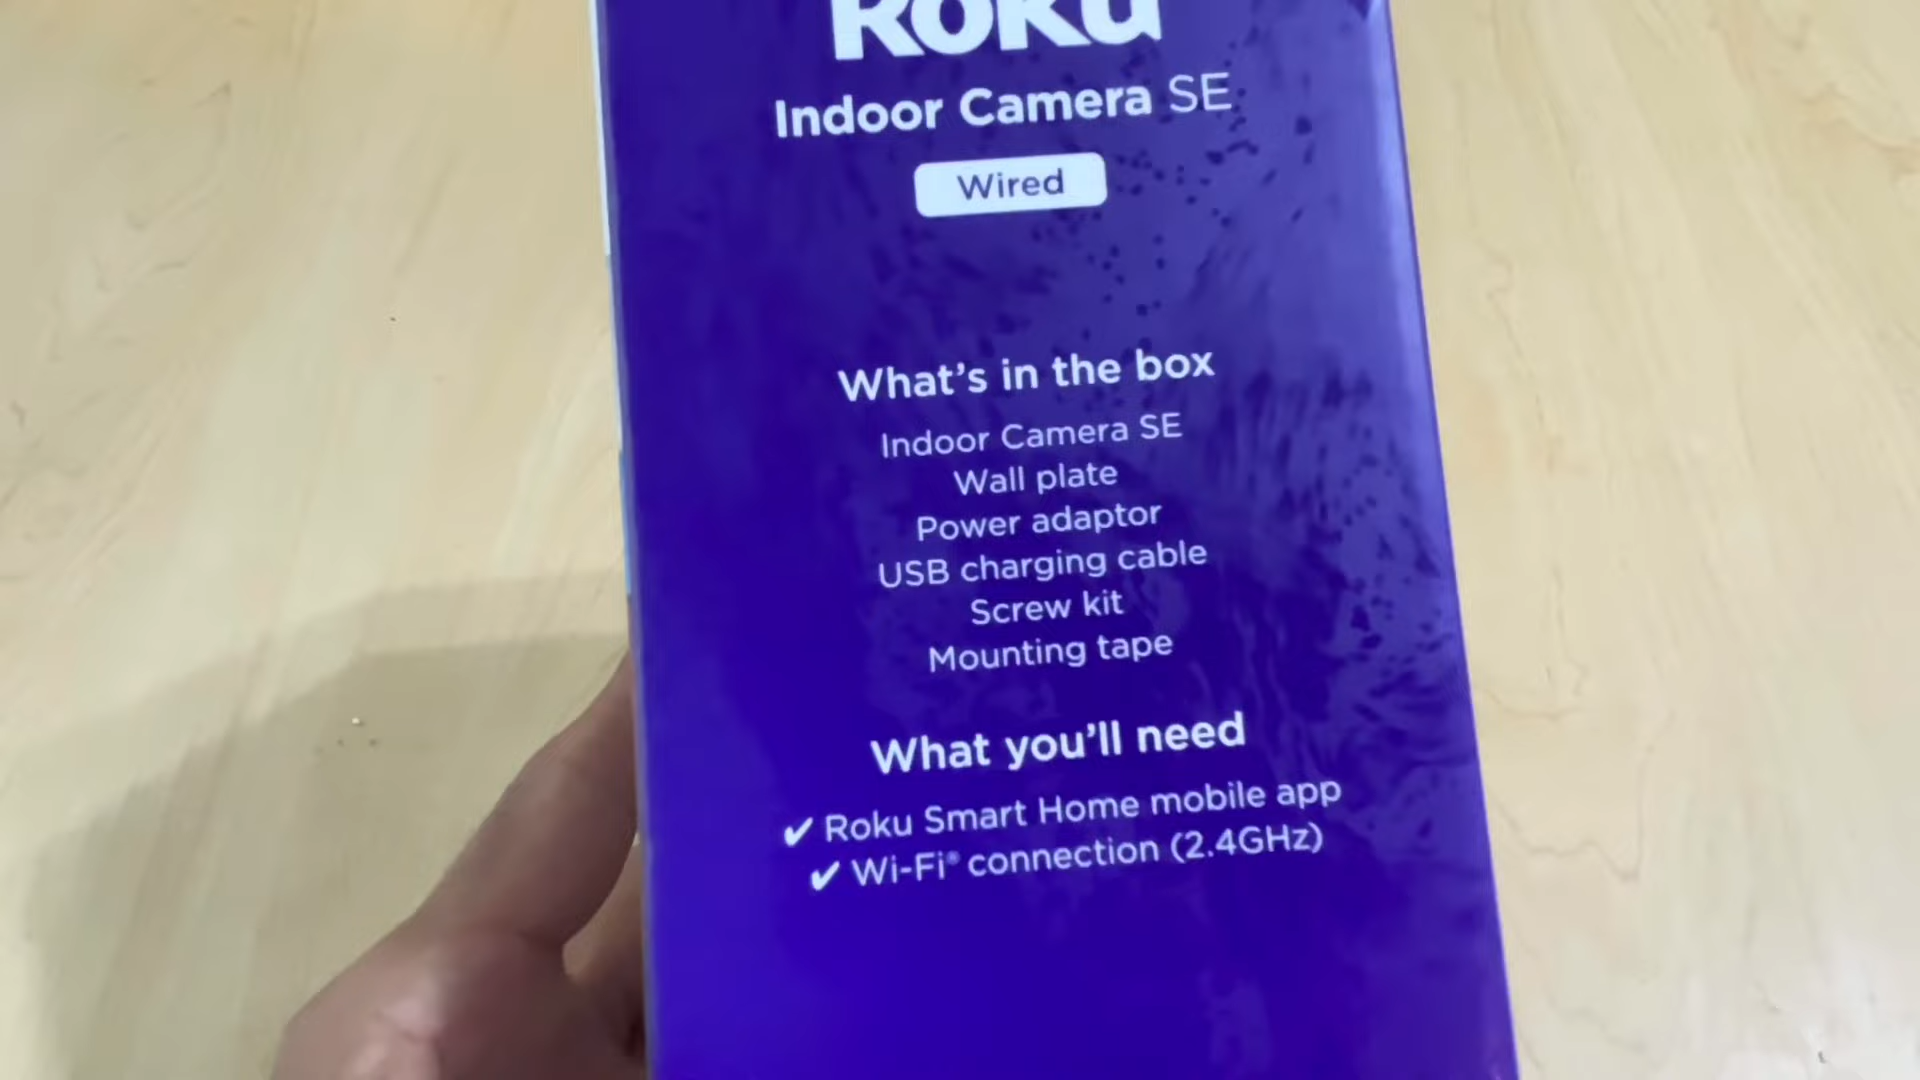 Roku
Indoor Camera SE
Wired
What's in the box
Indoor Camera SE
Wall plate
Power adaptor
USB charging cable
Screw kit
Mounting tape
What you'll need
✔ Roku Smart Home mobile app
✔ Wi-Fi® connection (2.4GHz)